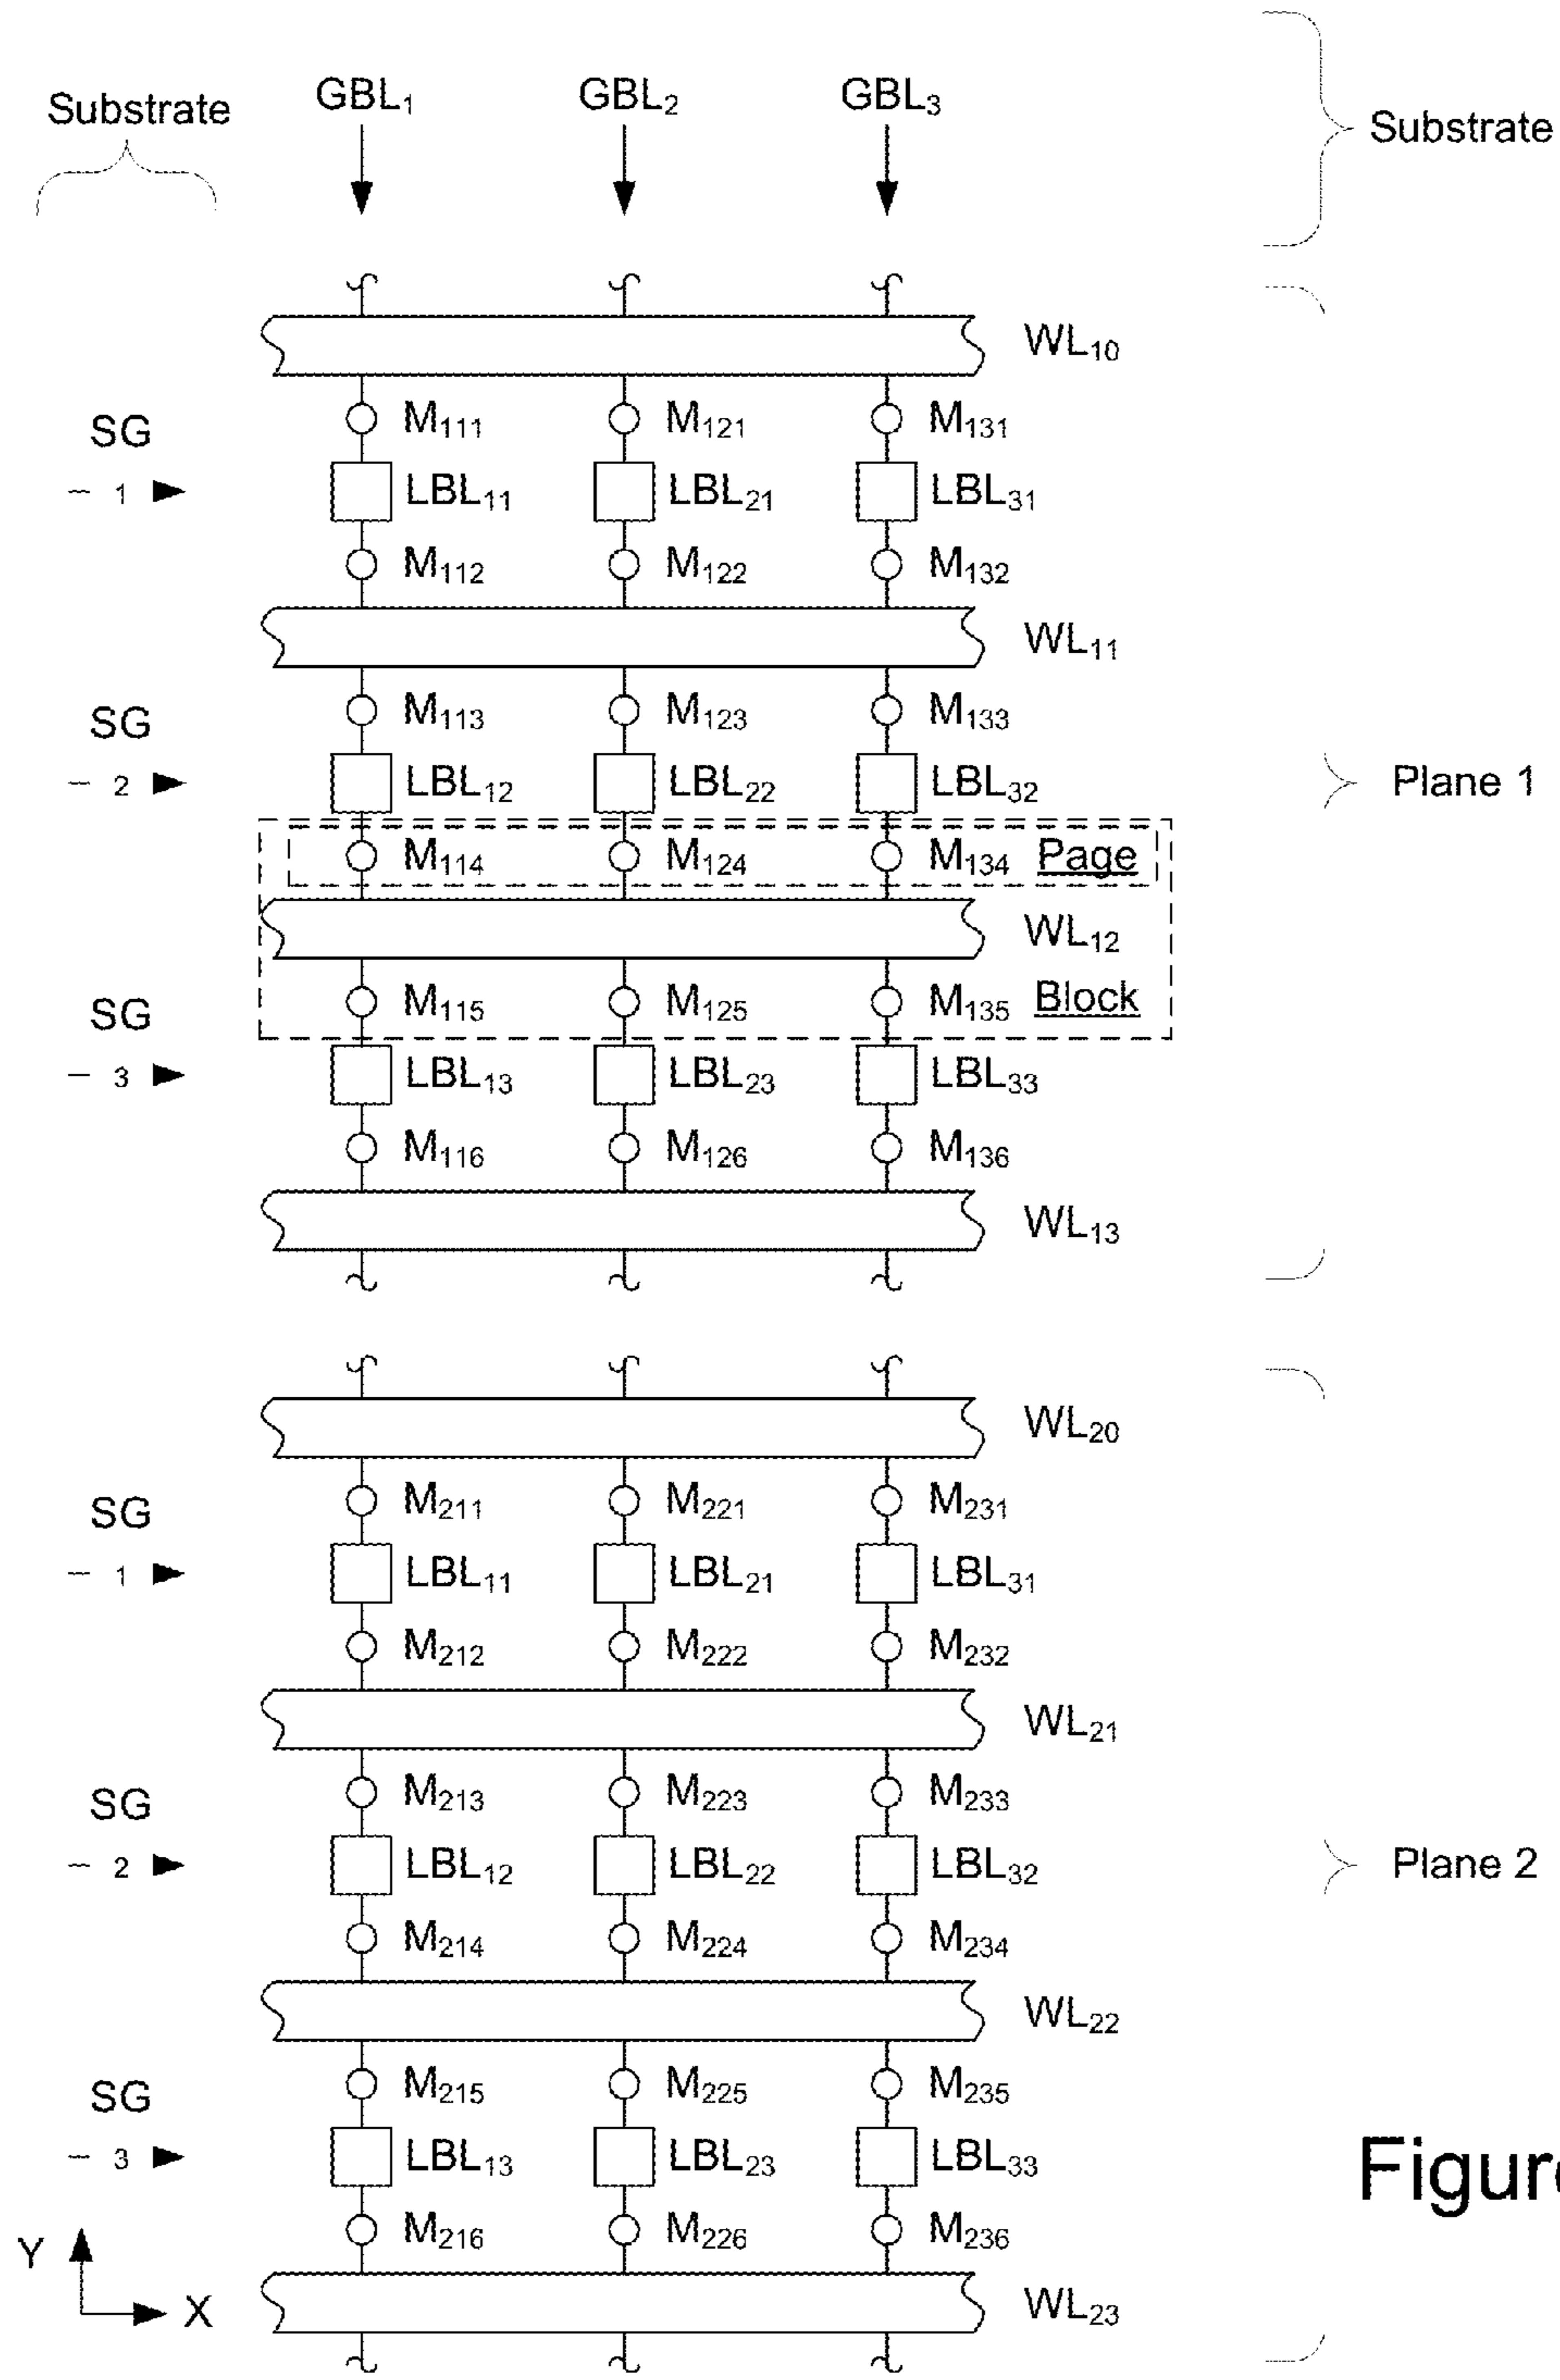 Substrate GBL₁ GBL₂ GBL₃ Substrate
WL₁₀
SG M₁₁₁ M₁₂₁ M₁₃₁
1 LBL₁₁ LBL₂₁ LBL₃₁
M₁₁₂ M₁₂₂ M₁₃₂
WL₁₁
SG M₁₁₃ M₁₂₃ M₁₃₃
2 LBL₁₂ LBL₂₂ LBL₃₂ Plane 1
M₁₁₄ M₁₂₄ M₁₃₄ Page
WL₁₂
SG M₁₁₅ M₁₂₅ M₁₃₅ Block
3 LBL₁₃ LBL₂₃ LBL₃₃
M₁₁₆ M₁₂₆ M₁₃₆
WL₁₃
WL₂₀
SG M₂₁₁ M₂₂₁ M₂₃₁
1 LBL₁₁ LBL₂₁ LBL₃₁
M₂₁₂ M₂₂₂ M₂₃₂
WL₂₁
SG M₂₁₃ M₂₂₃ M₂₃₃
2 LBL₁₂ LBL₂₂ LBL₃₂ Plane 2
M₂₁₄ M₂₂₄ M₂₃₄
WL₂₂
SG M₂₁₅ M₂₂₅ M₂₃₅
3 LBL₁₃ LBL₂₃ LBL₃₃ Figure
M₂₁₆ M₂₂₆ M₂₃₆
Y
X WL₂₃